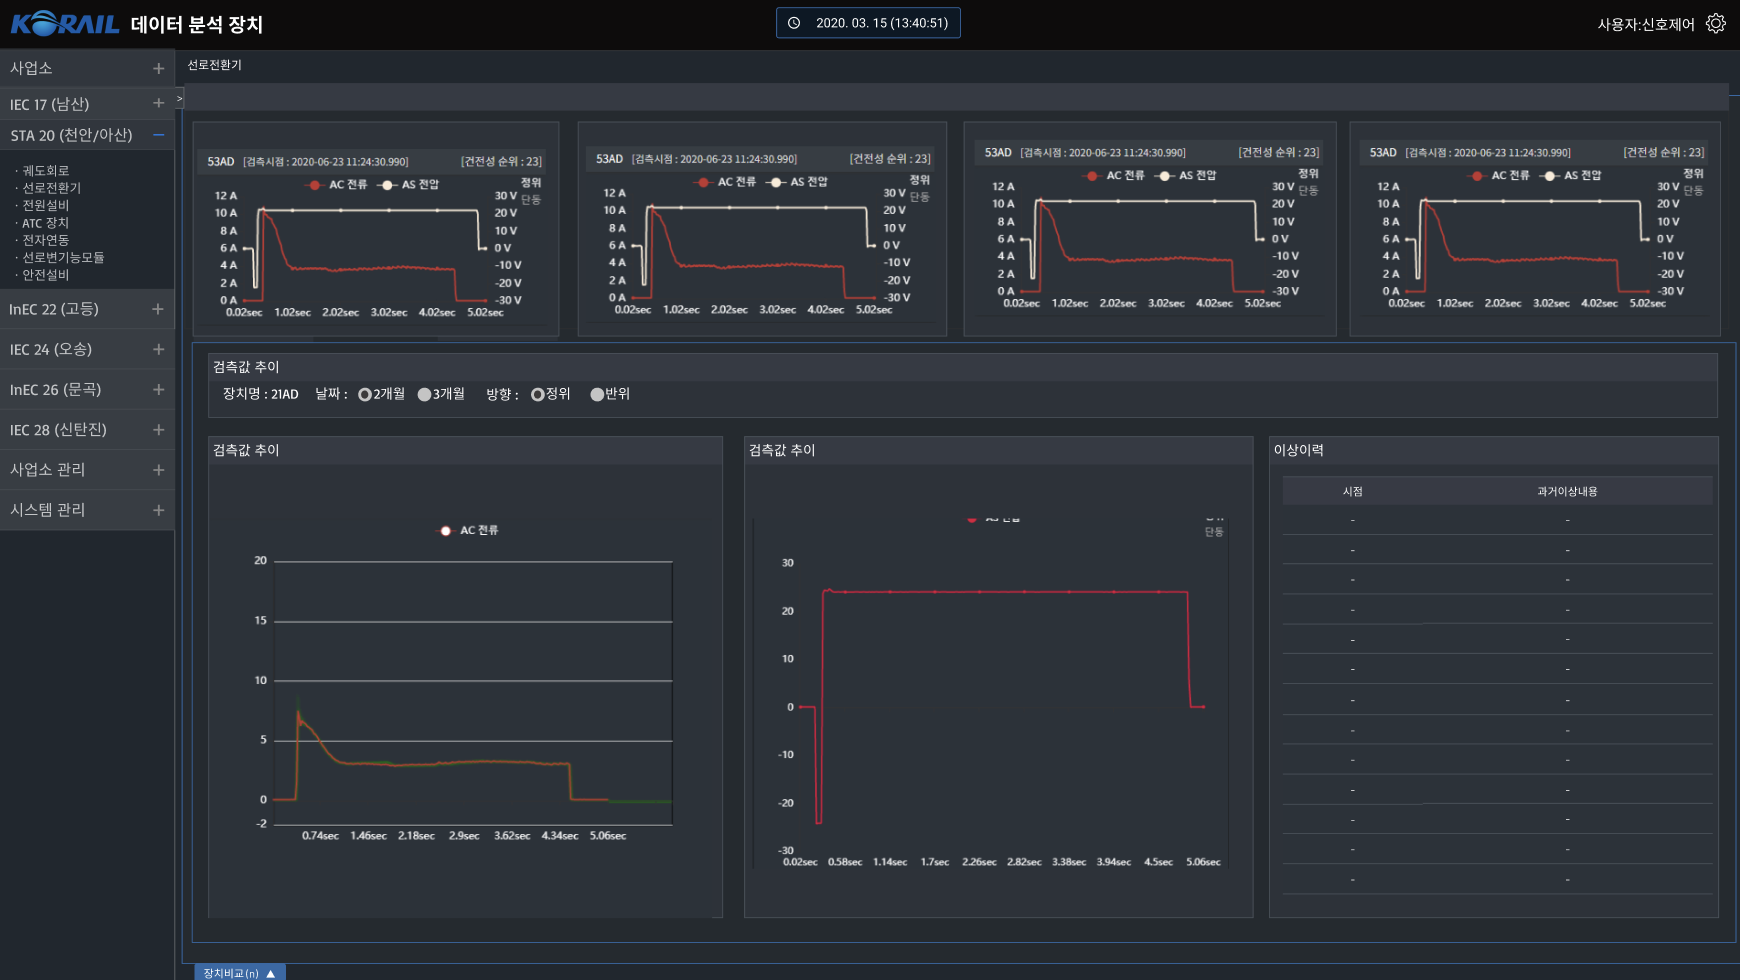 KORAIL 데이터 분석 장치
2020. 03. 15 (13:40:51)
사용자:신호제어
사업소 +
IEC 17 (남산) +
STA 20 (천안/아산) −
· 궤도회로
· 선로전환기
· 전원설비
· ATC 장치
· 전자연동
· 선로변기능모듈
· 안전설비
InEC 22 (고등) +
IEC 24 (오송) +
InEC 26 (문곡) +
IEC 28 (신탄진) +
사업소 관리 +
시스템 관리 +
선로전환기
>
53AD [검측시점 : 2020-06-23 11:24:30.990] [건전성 순위 : 23]
AC 전류 AS 전압 정위
단동
12 A 30 V
10 A 20 V
8 A 10 V
6 A 0 V
4 A -10 V
2 A -20 V
0 A -30 V
0.02sec 1.02sec 2.02sec 3.02sec 4.02sec 5.02sec
53AD [검측시점 : 2020-06-23 11:24:30.990] [건전성 순위 : 23]
AC 전류 AS 전압 정위
단동
12 A 30 V
10 A 20 V
8 A 10 V
6 A 0 V
4 A -10 V
2 A -20 V
0 A -30 V
0.02sec 1.02sec 2.02sec 3.02sec 4.02sec 5.02sec
53AD [검측시점 : 2020-06-23 11:24:30.990] [건전성 순위 : 23]
AC 전류 AS 전압 정위
단동
12 A 30 V
10 A 20 V
8 A 10 V
6 A 0 V
4 A -10 V
2 A -20 V
0 A -30 V
0.02sec 1.02sec 2.02sec 3.02sec 4.02sec 5.02sec
53AD [검측시점 : 2020-06-23 11:24:30.990] [건전성 순위 : 23]
AC 전류 AS 전압 정위
단동
12 A 30 V
10 A 20 V
8 A 10 V
6 A 0 V
4 A -10 V
2 A -20 V
0 A -30 V
0.02sec 1.02sec 2.02sec 3.02sec 4.02sec 5.02sec
검측값 추이
장치명 : 21AD 날짜 : 2개월 3개월 방향 : 정위 반위
검측값 추이
AC 전류
20
15
10
5
0
-2
0.74sec 1.46sec 2.18sec 2.9sec 3.62sec 4.34sec 5.06sec
검측값 추이
단동
30
20
10
0
-10
-20
-30
0.02sec 0.58sec 1.14sec 1.7sec 2.26sec 2.82sec 3.38sec 3.94sec 4.5sec 5.06sec
이상이력
시점 과거이상내용
- -
- -
- -
- -
- -
- -
- -
- -
- -
- -
- -
- -
- -
장치비교(n) ▲